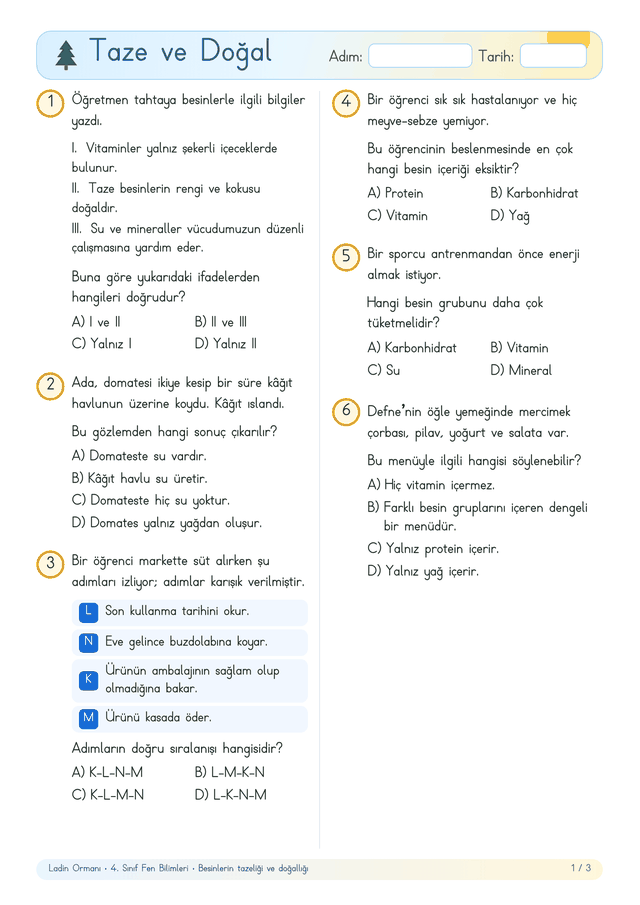 Taze ve Doğal
Adım:
Tarih:
1
Öğretmen tahtaya besinlerle ilgili bilgiler
yazdı.
I. Vitaminler yalnız şekerli içeceklerde
bulunur.
II. Taze besinlerin rengi ve kokusu
doğaldır.
III. Su ve mineraller vücudumuzun düzenli
çalışmasına yardım eder.
Buna göre yukarıdaki ifadelerden
hangileri doğrudur?
A) I ve II
B) II ve III
C) Yalnız I
D) Yalnız II
2
Ada, domatesi ikiye kesip bir süre kâğıt
havlunun üzerine koydu. Kâğıt ıslandı.
Bu gözlemden hangi sonuç çıkarılır?
A) Domateste su vardır.
B) Kâğıt havlu su üretir.
C) Domateste hiç su yoktur.
D) Domates yalnız yağdan oluşur.
3
Bir öğrenci markette süt alırken şu
adımları izliyor; adımlar karışık verilmiştir.
L Son kullanma tarihini okur.
N Eve gelince buzdolabına koyar.
K Ürünün ambalajının sağlam olup
olmadığına bakar.
M Ürünü kasada öder.
Adımların doğru sıralanışı hangisidir?
A) K-L-N-M
B) L-M-K-N
C) K-L-M-N
D) L-K-N-M
4
Bir öğrenci sık sık hastalanıyor ve hiç
meyve-sebze yemiyor.
Bu öğrencinin beslenmesinde en çok
hangi besin içeriği eksiktir?
A) Protein
B) Karbonhidrat
C) Vitamin
D) Yağ
5
Bir sporcu antrenmandan önce enerji
almak istiyor.
Hangi besin grubunu daha çok
tüketmelidir?
A) Karbonhidrat
B) Vitamin
C) Su
D) Mineral
6
Defne'nin öğle yemeğinde mercimek
çorbası, pilav, yoğurt ve salata var.
Bu menüyle ilgili hangisi söylenebilir?
A) Hiç vitamin içermez.
B) Farklı besin gruplarını içeren dengeli
bir menüdür.
C) Yalnız protein içerir.
D) Yalnız yağ içerir.
Ladin Ormanı • 4. Sınıf Fen Bilimleri • Besinlerin tazeliği ve doğallığı
1 / 3